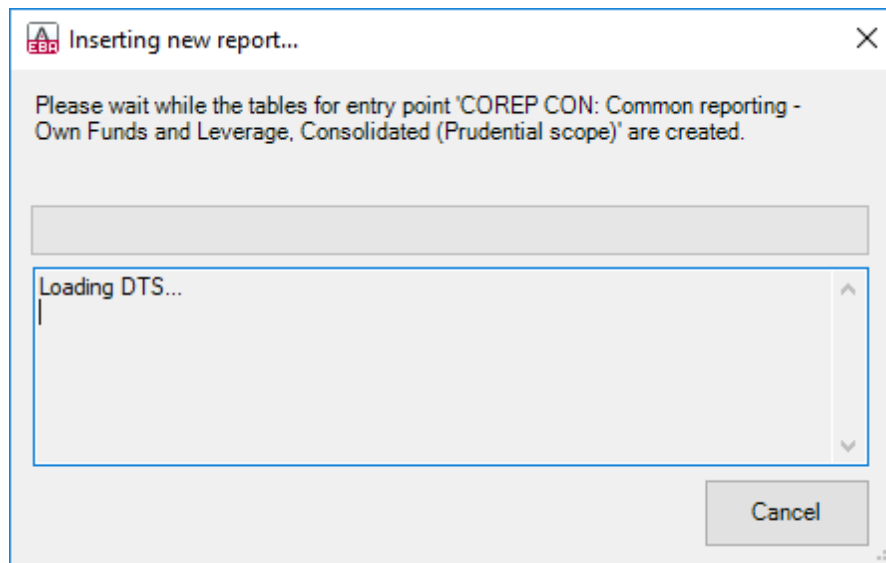 A
EBA
Inserting new report...
Please wait while the tables for entry point 'COREP CON: Common reporting -
Own Funds and Leverage, Consolidated (Prudential scope)' are created.
Loading DTS...
Cancel